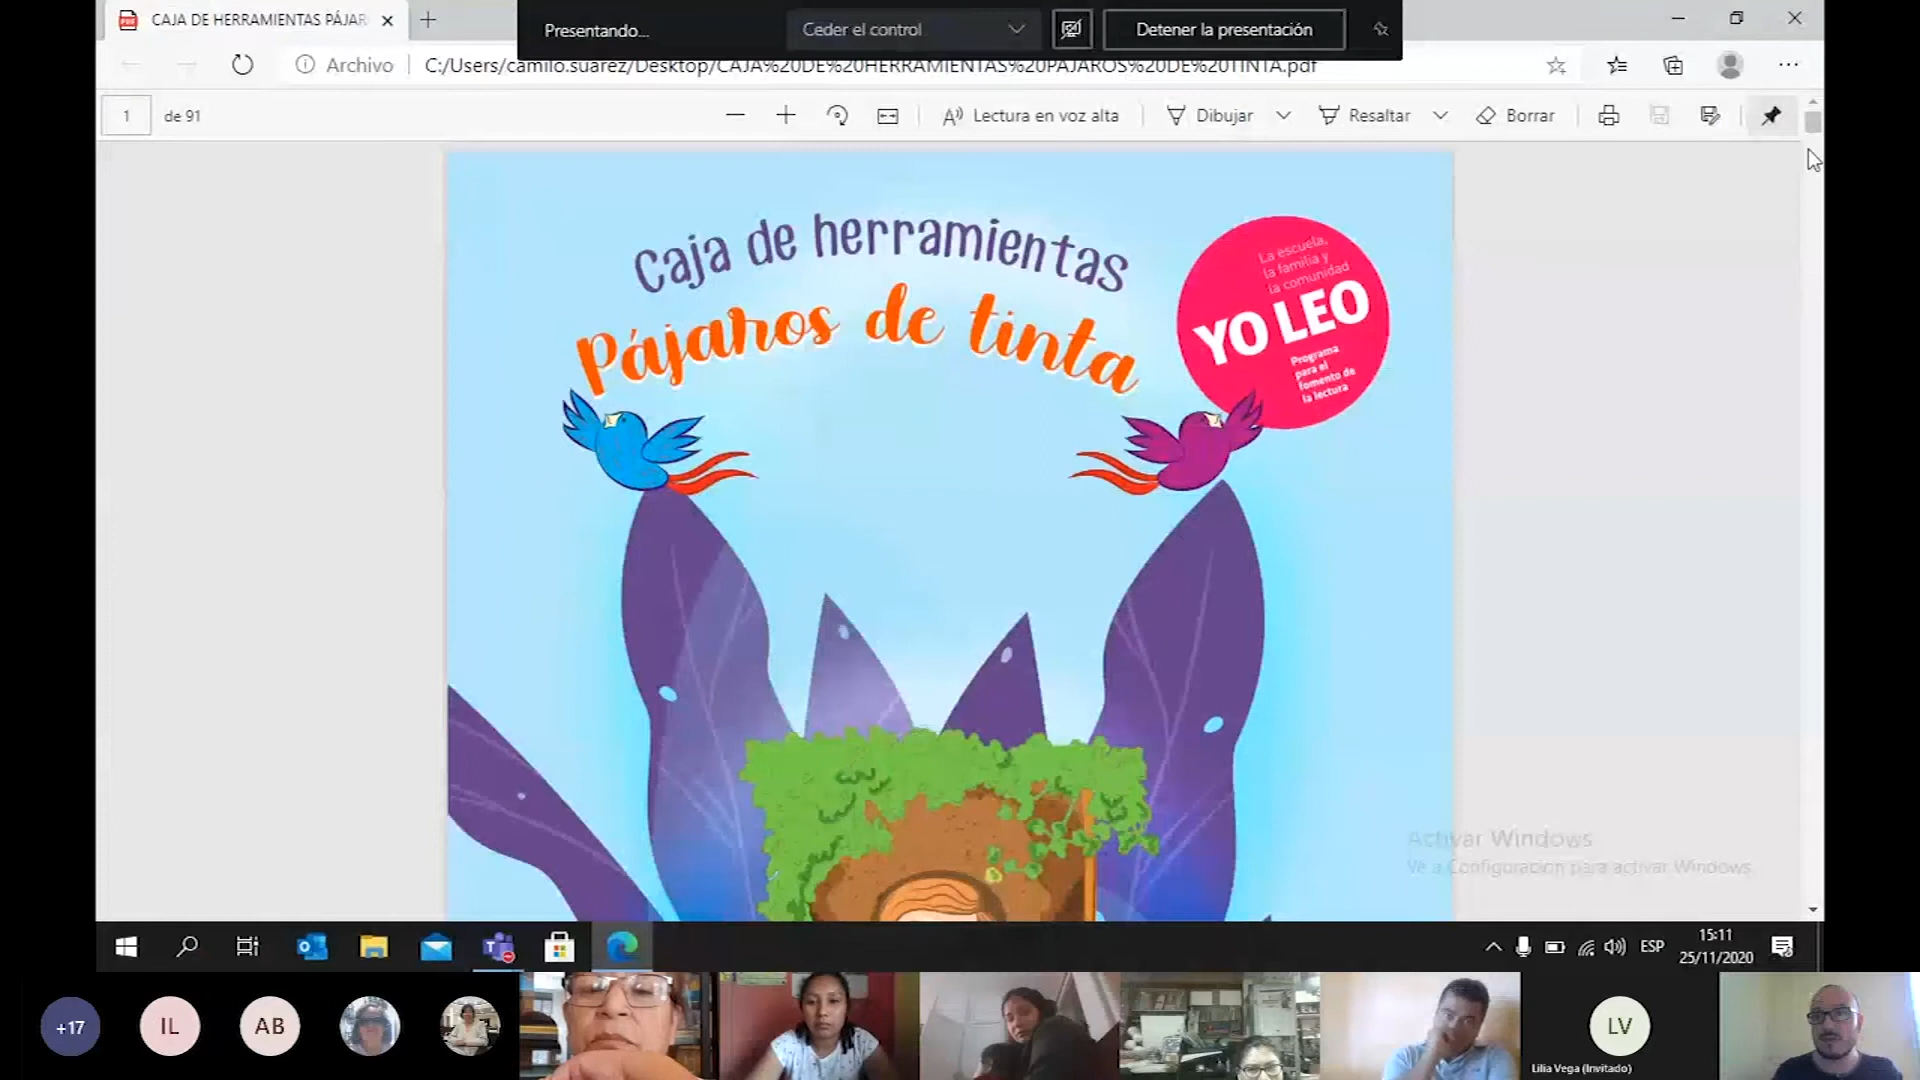 CAJA DE HERRAMIENTAS PÁJAR
Presentando...
Ceder el control
Detener la presentación
Archivo
C:/Users/camilo.suarez/Desktop/CAJA%20DE%20HERRAMIENTAS%20PÁJAROS%20DE%20TINTA.pdf
1 de 91
Lectura en voz alta
Dibujar
Resaltar
Borrar
Caja de herramientas
Pájaros de tinta
La escuela,
la familia y
la comunidad
YO LEO
Programa
para el
fomento de
la lectura
Activar Windows
Ve a Configuración para activar Windows.
ESP
15:11
25/11/2020
+17
IL
AB
LV
Lilia Vega (Invitado)